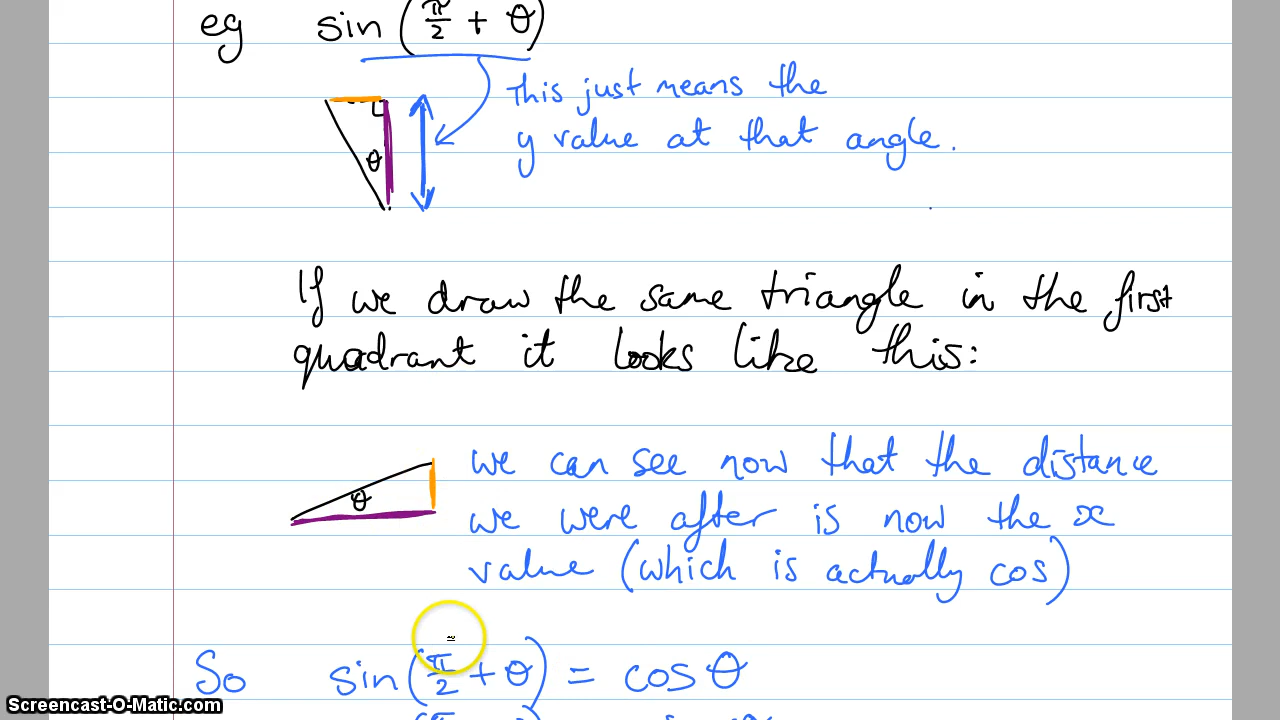 eg sin (π/2 + θ)
This just means the
y value at that angle.
θ
If we draw the same triangle in the first
quadrant it looks like this:
θ
we can see now that the distance
we were after is now the x
value (which is actually cos)
So sin(π/2 + θ) = cos θ
Screencast-O-Matic.com